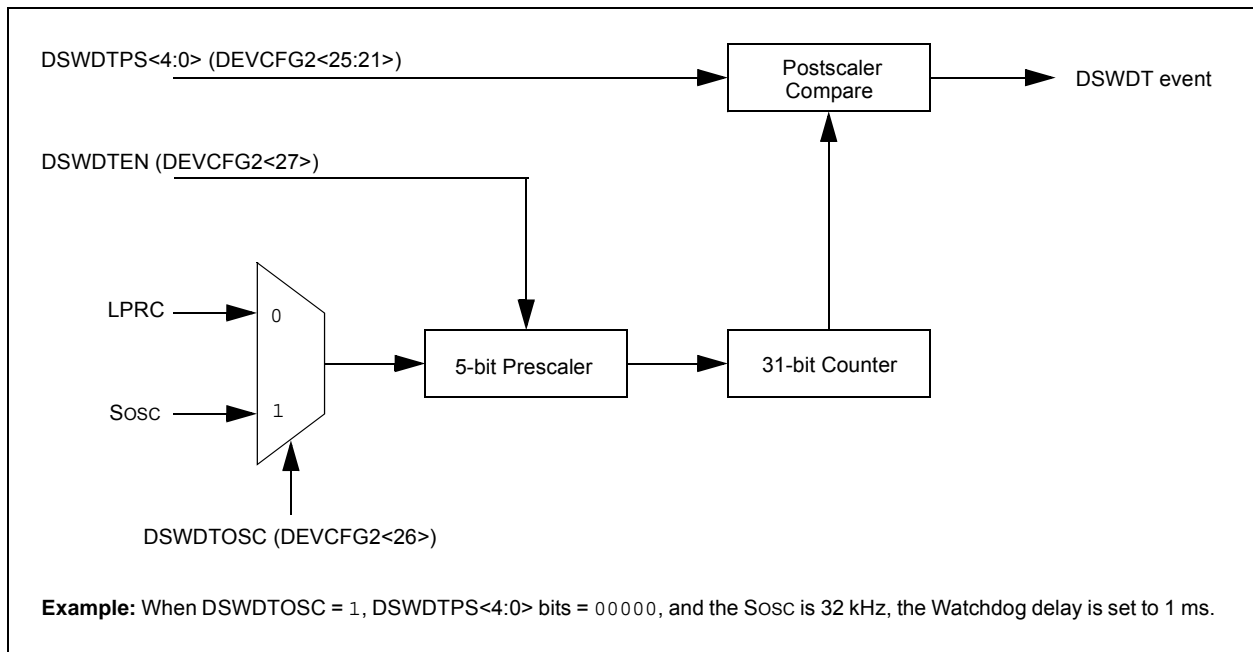 DSWDTPS<4:0> (DEVCFG2<25:21>)
Postscaler
Compare
DSWDT event
DSWDTEN (DEVCFG2<27>)
LPRC
0
5-bit Prescaler
31-bit Counter
SOSC
1
DSWDTOSC (DEVCFG2<26>)
Example: When DSWDTOSC = 1, DSWDTPS<4:0> bits = 00000, and the SOSC is 32 kHz, the Watchdog delay is set to 1 ms.